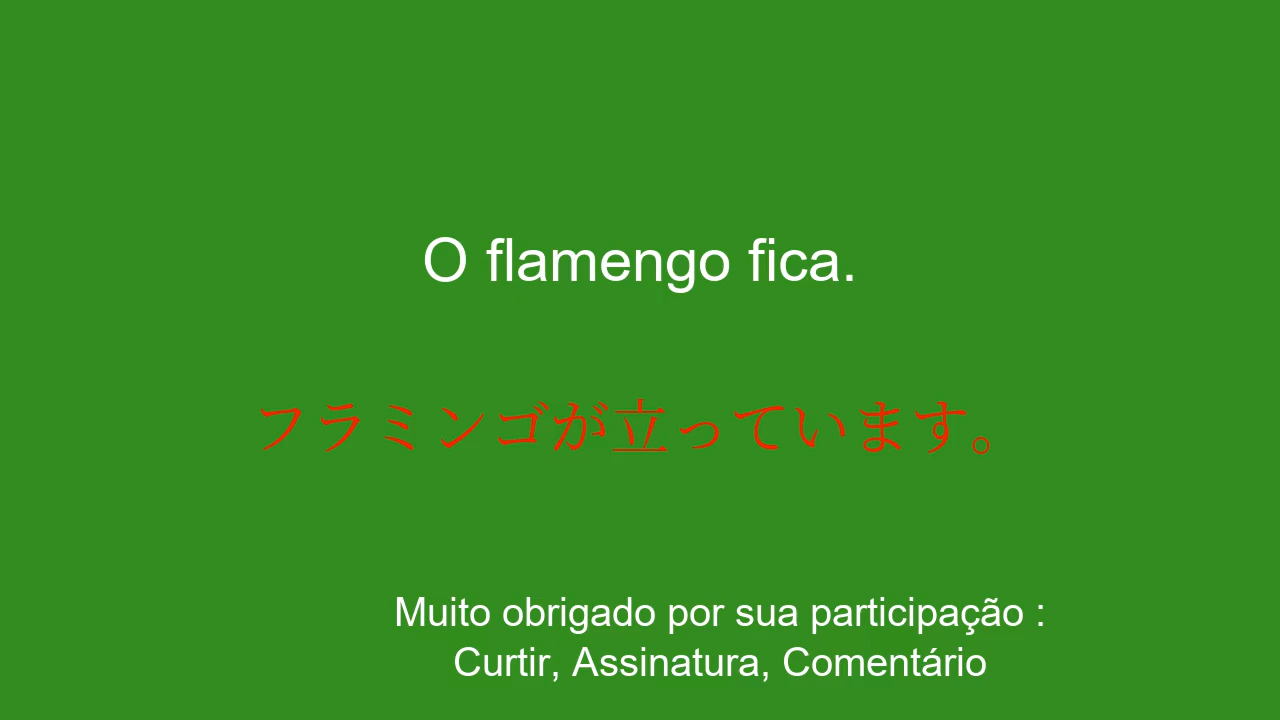 O flamengo fica.
フラミンゴが立っています。
Muito obrigado por sua participação :
Curtir, Assinatura, Comentário